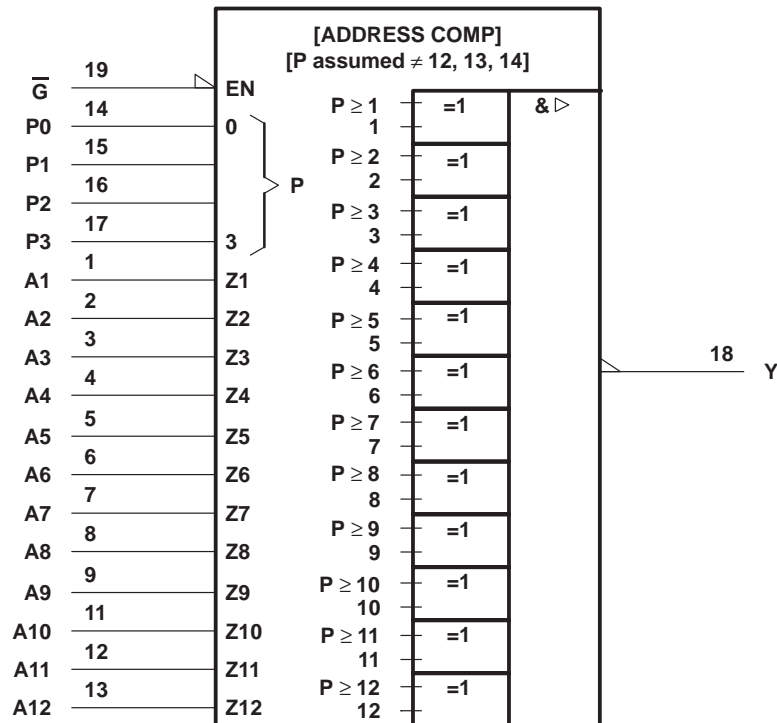 [ADDRESS COMP]
[P assumed ≠ 12, 13, 14]
G̅ 19 EN
P0 14 0
P1 15
P2 16
P3 17 3
P
A1 1 Z1
A2 2 Z2
A3 3 Z3
A4 4 Z4
A5 5 Z5
A6 6 Z6
A7 7 Z7
A8 8 Z8
A9 9 Z9
A10 11 Z10
A11 12 Z11
A12 13 Z12
P ≥ 1 =1 & ▷
1
P ≥ 2 =1
2
P ≥ 3 =1
3
P ≥ 4 =1
4
P ≥ 5 =1
5
P ≥ 6 =1
6
P ≥ 7 =1
7
P ≥ 8 =1
8
P ≥ 9 =1
9
P ≥ 10 =1
10
P ≥ 11 =1
11
P ≥ 12 =1
12
18 Y